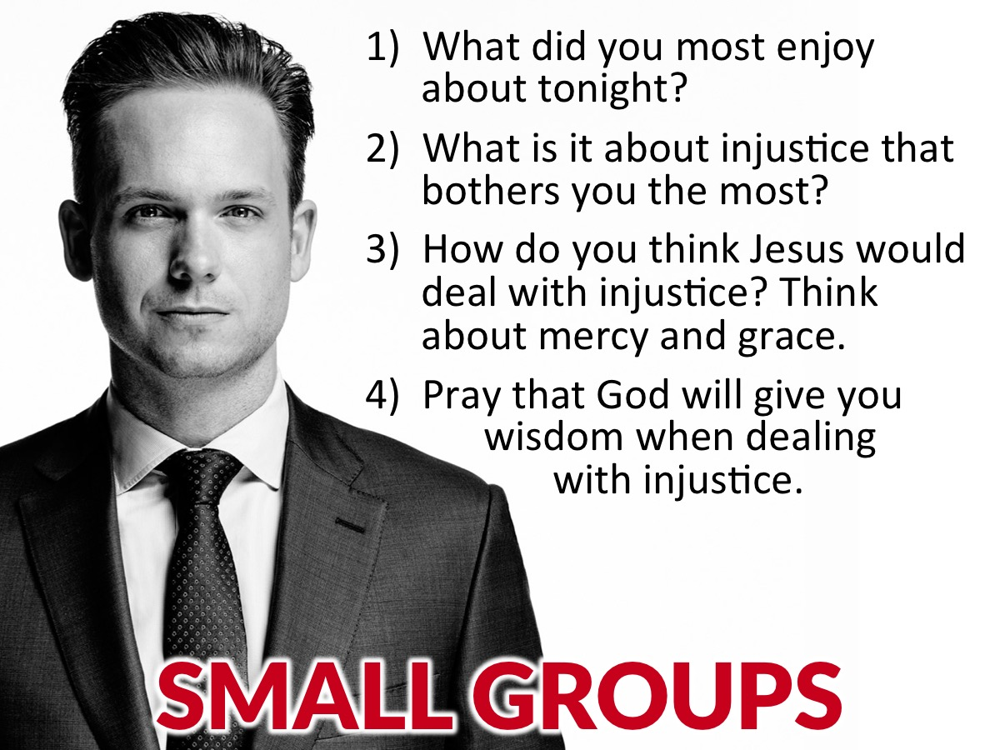 1) What did you most enjoy
about tonight?
2) What is it about injustice that
bothers you the most?
3) How do you think Jesus would
deal with injustice? Think
about mercy and grace.
4) Pray that God will give you
wisdom when dealing
with injustice.
SMALL GROUPS